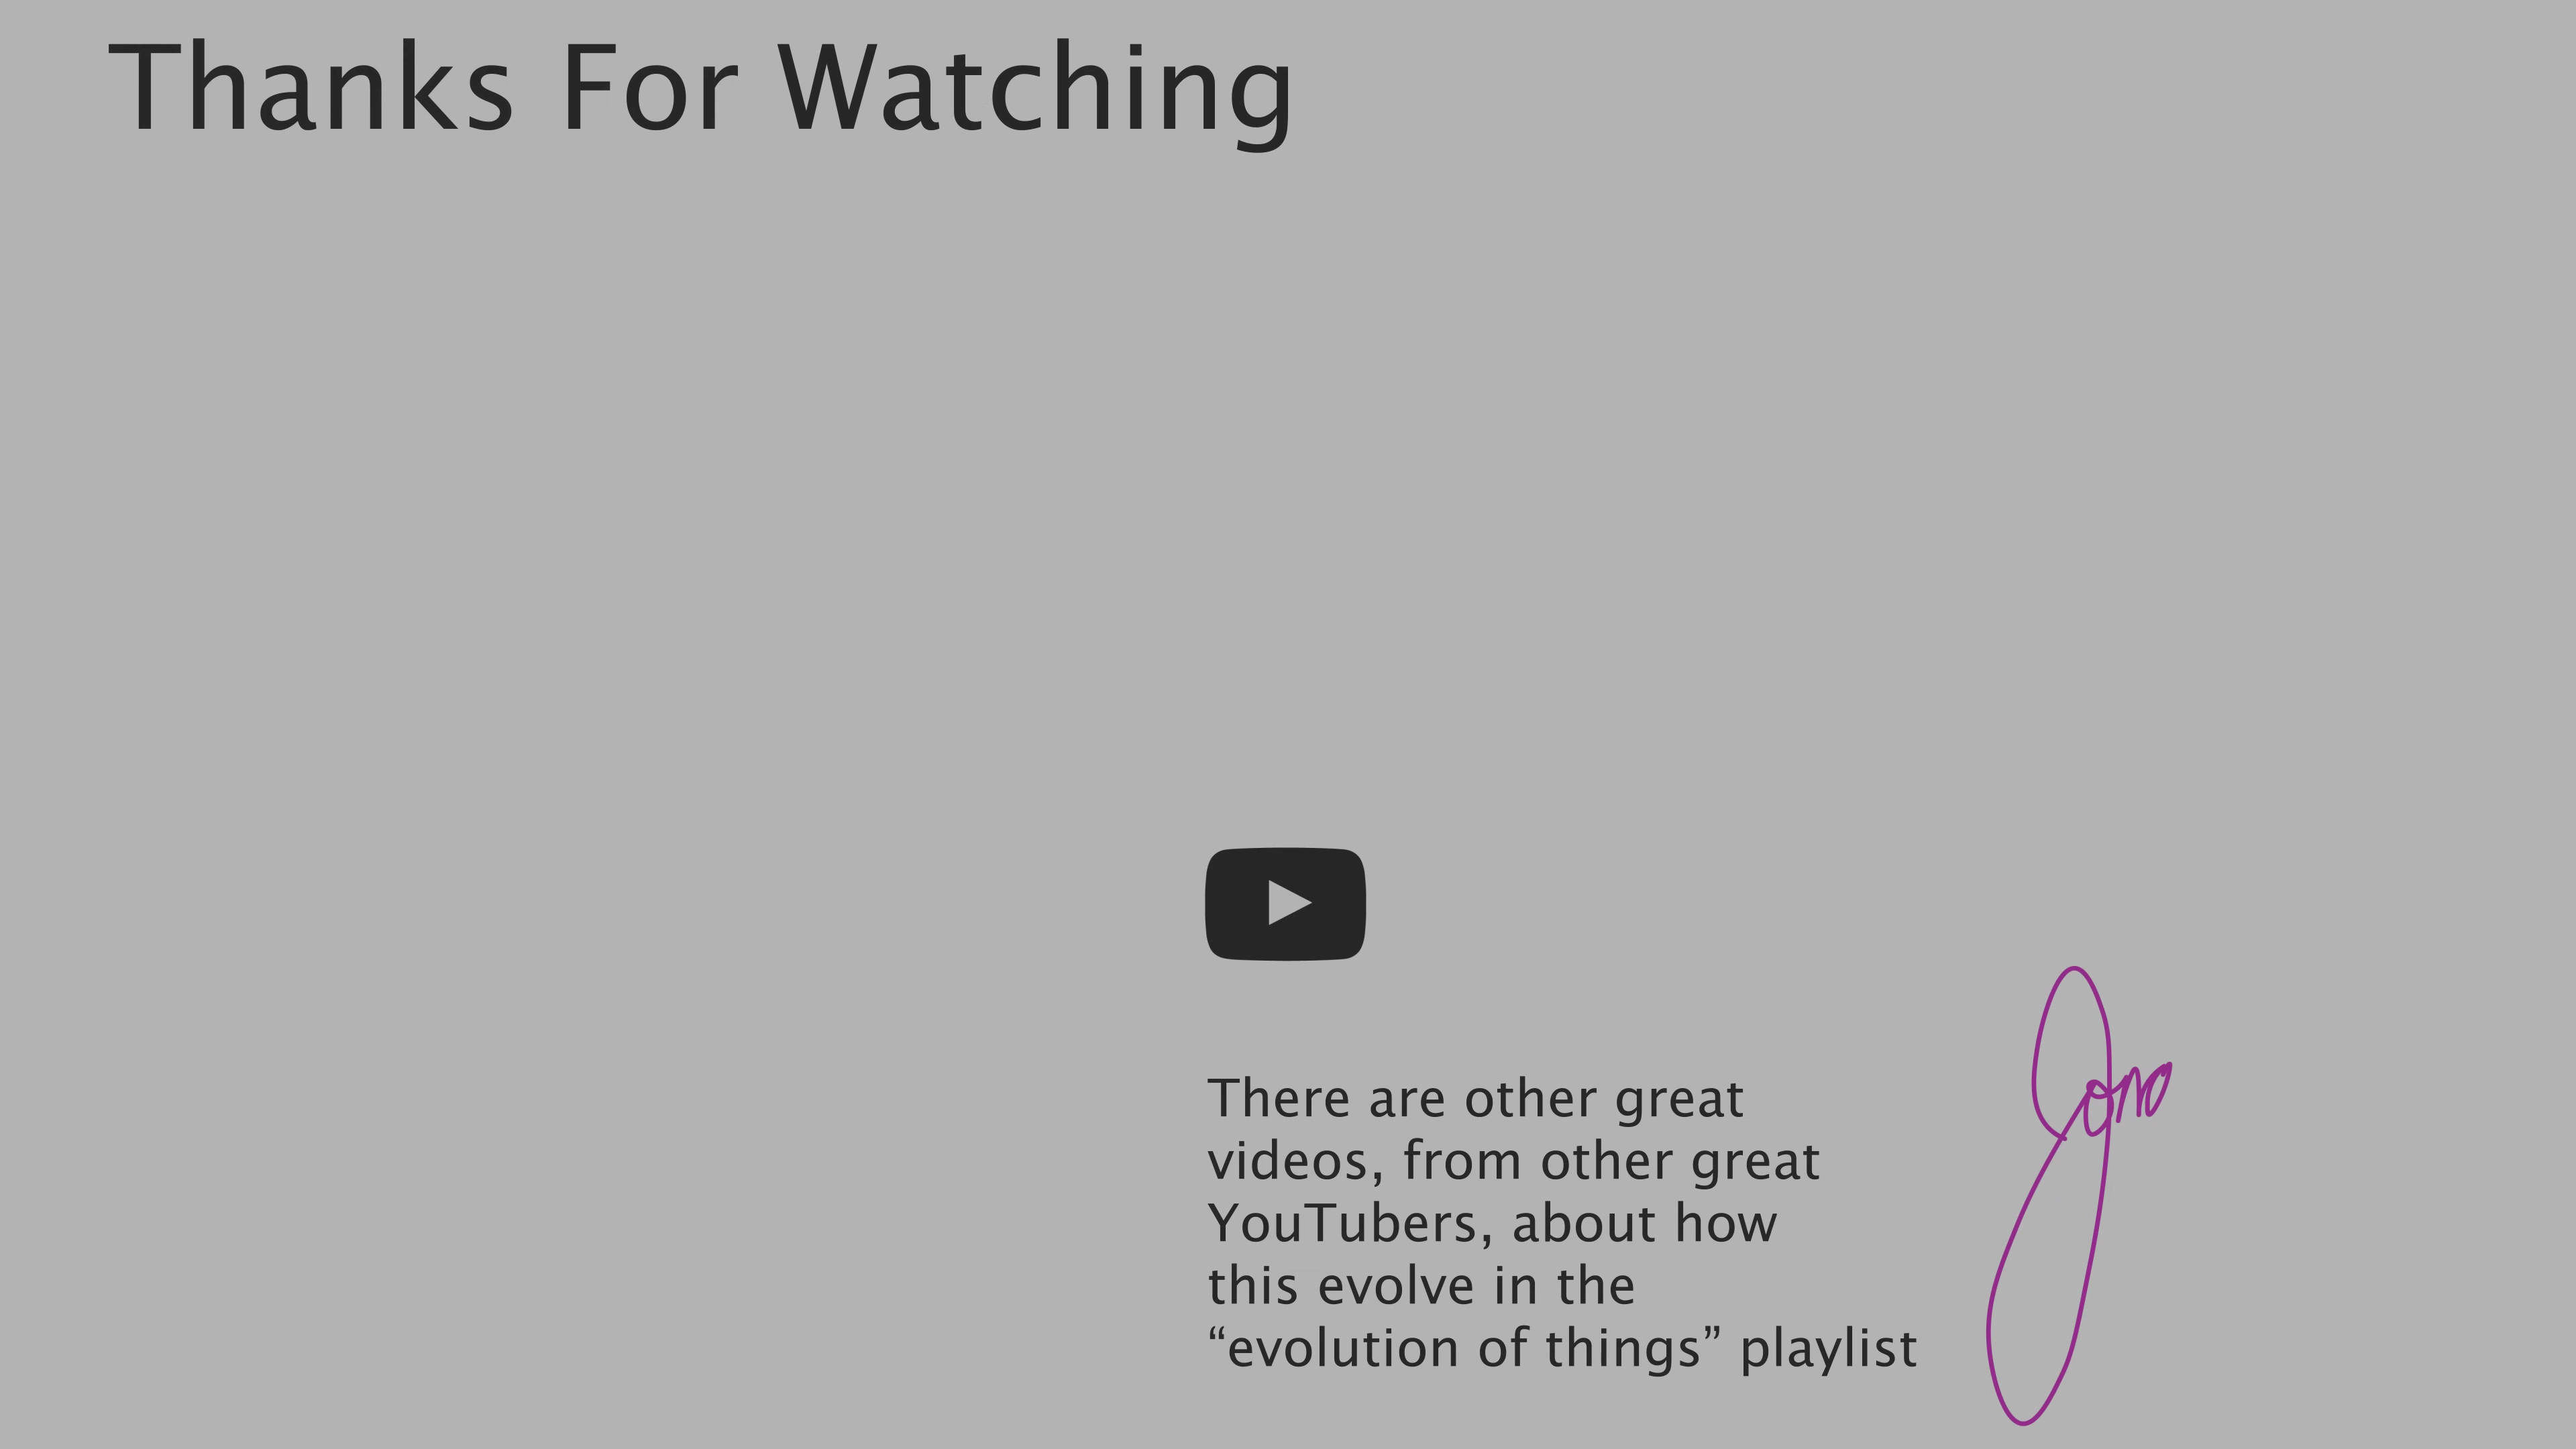 Thanks For Watching
There are other great
videos, from other great
YouTubers, about how
this evolve in the
“evolution of things” playlist